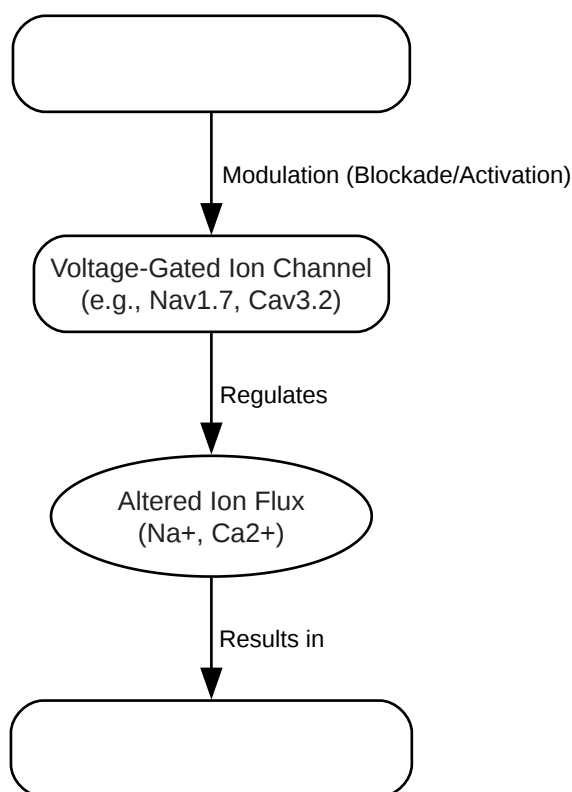 Modulation (Blockade/Activation)
Voltage-Gated Ion Channel
(e.g., Nav1.7, Cav3.2)
Regulates
Altered Ion Flux
(Na+, Ca2+)
Results in